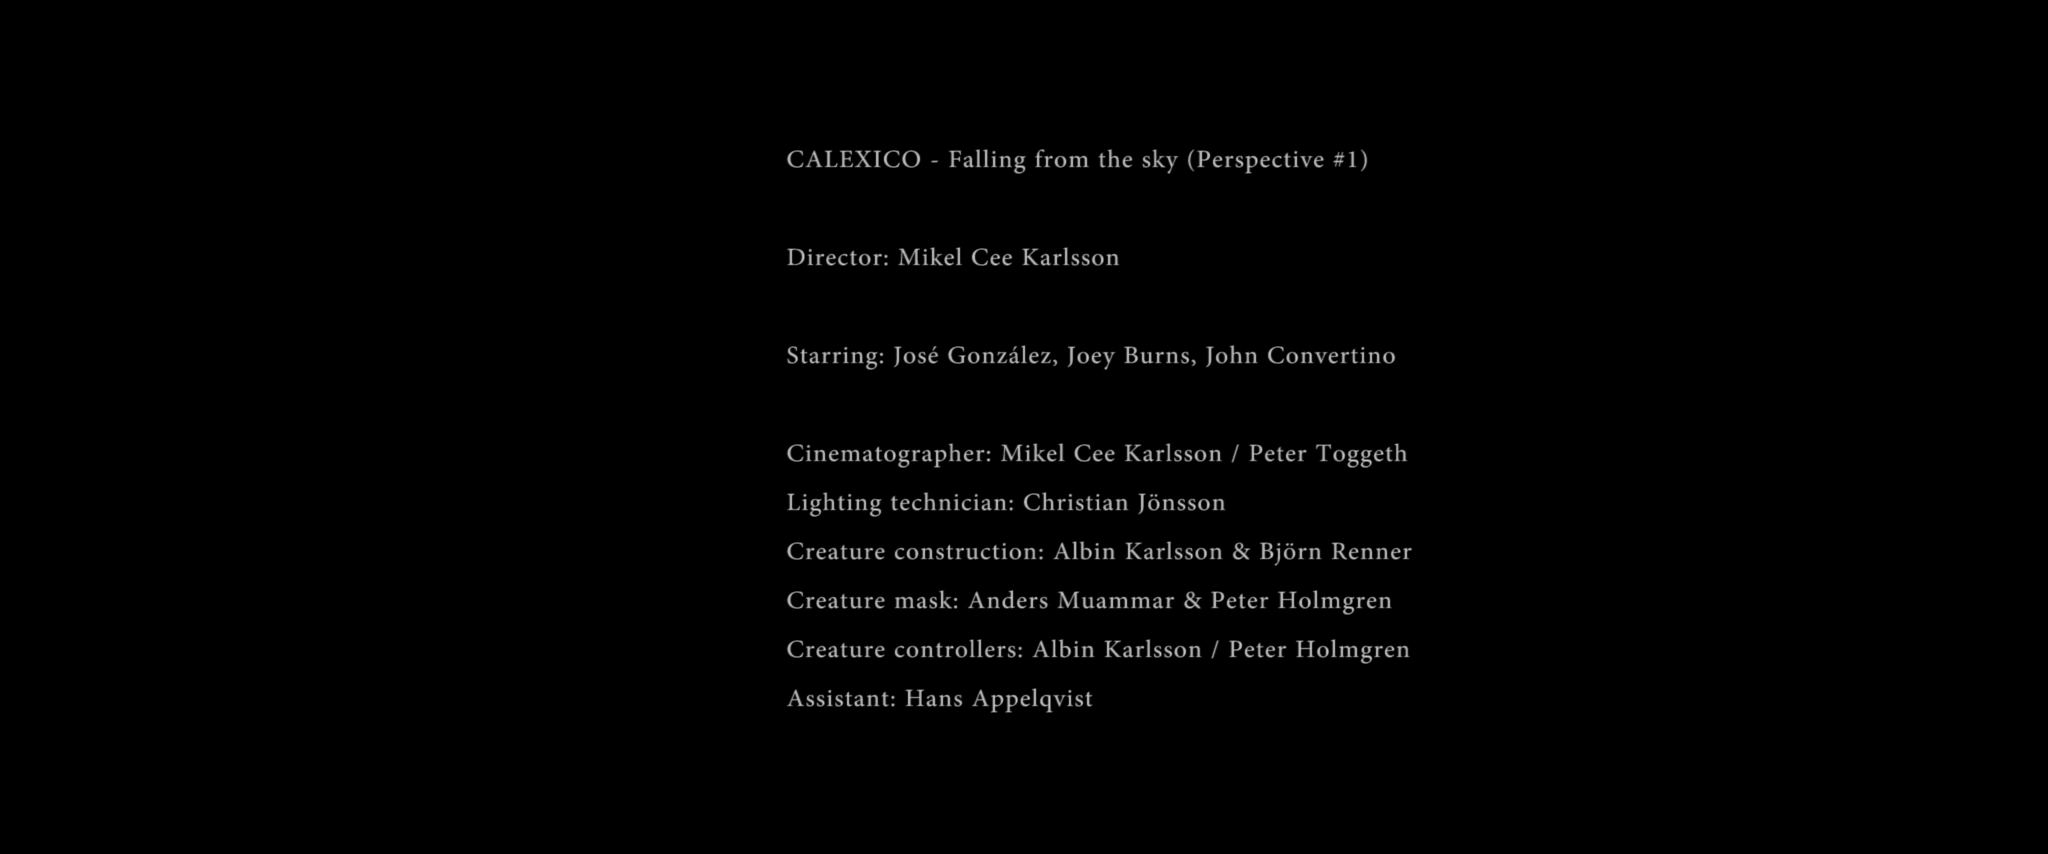 CALEXICO - Falling from the sky (Perspective #1)
Director: Mikel Cee Karlsson
Starring: José González, Joey Burns, John Convertino
Cinematographer: Mikel Cee Karlsson / Peter Toggeth
Lighting technician: Christian Jönsson
Creature construction: Albin Karlsson & Björn Renner
Creature mask: Anders Muammar & Peter Holmgren
Creature controllers: Albin Karlsson / Peter Holmgren
Assistant: Hans Appelqvist